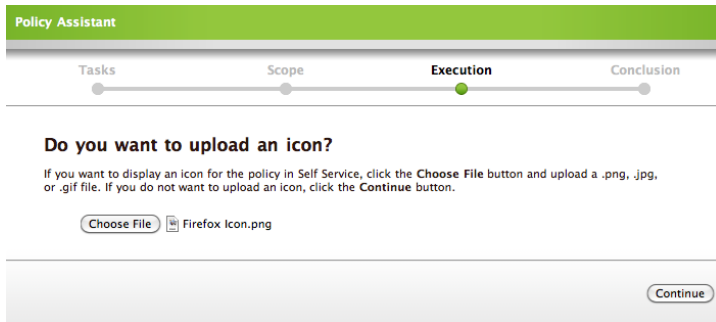 Policy Assistant
Tasks Scope Execution Conclusion
Do you want to upload an icon?
If you want to display an icon for the policy in Self Service, click the Choose File button and upload a .png, .jpg,
or .gif file. If you do not want to upload an icon, click the Continue button.
Choose File Firefox Icon.png
Continue